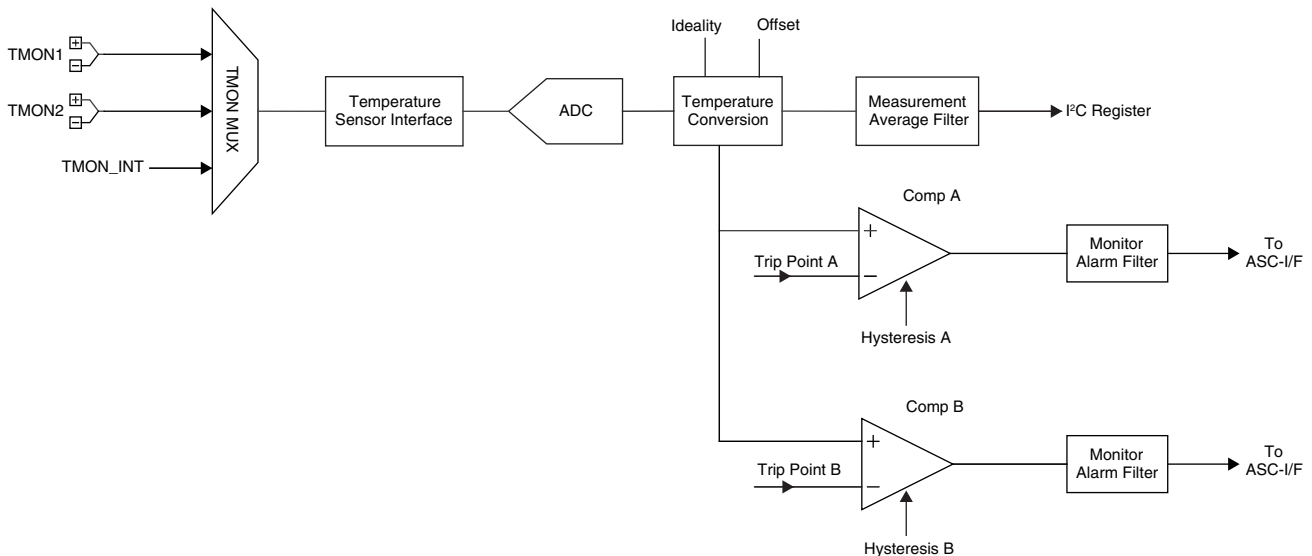 Ideality
Offset
TMON1
+
−
TMON2
+
−
TMON_INT
TMON MUX
Temperature
Sensor Interface
ADC
Temperature
Conversion
Measurement
Average Filter
I²C Register
Comp A
+
−
Trip Point A
Hysteresis A
Monitor
Alarm Filter
To
ASC-I/F
Comp B
+
−
Trip Point B
Hysteresis B
Monitor
Alarm Filter
To
ASC-I/F